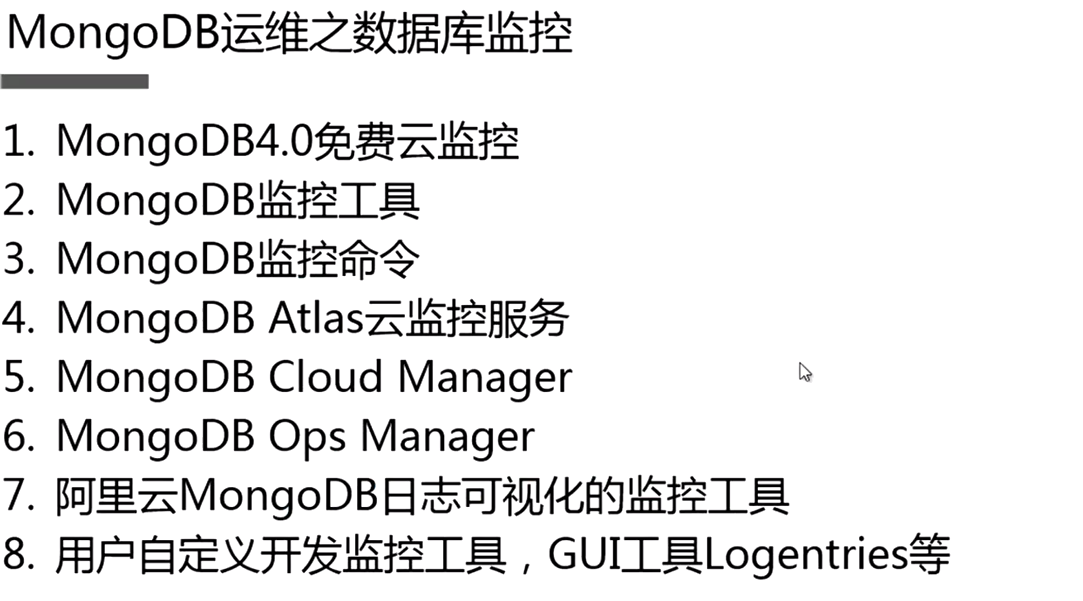 MongoDB运维之数据库监控
1. MongoDB4.0免费云监控
2. MongoDB监控工具
3. MongoDB监控命令
4. MongoDB Atlas云监控服务
5. MongoDB Cloud Manager
6. MongoDB Ops Manager
7. 阿里云MongoDB日志可视化的监控工具
8. 用户自定义开发监控工具，GUI工具Logentries等